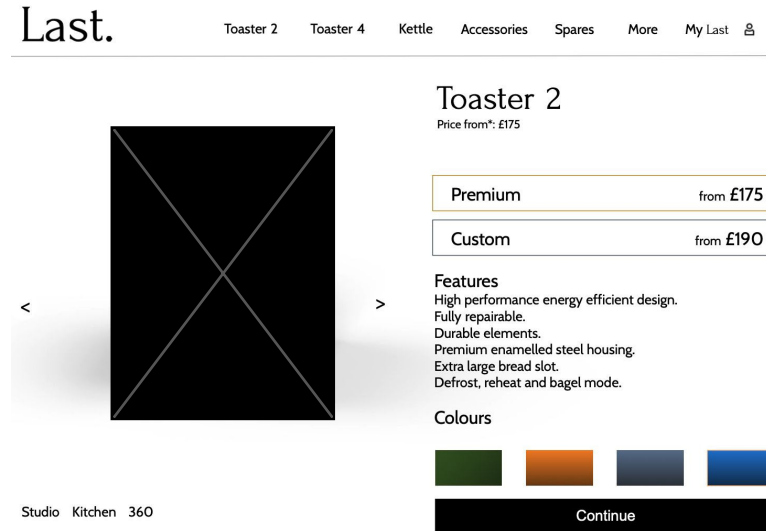 Last.
Toaster 2 Toaster 4 Kettle Accessories Spares More My Last
Toaster 2
Price from*: £175
Premium from £175
Custom from £190
Features
High performance energy efficient design.
Fully repairable.
Durable elements.
Premium enamelled steel housing.
Extra large bread slot.
Defrost, reheat and bagel mode.
Colours
< >
Studio Kitchen 360
Continue